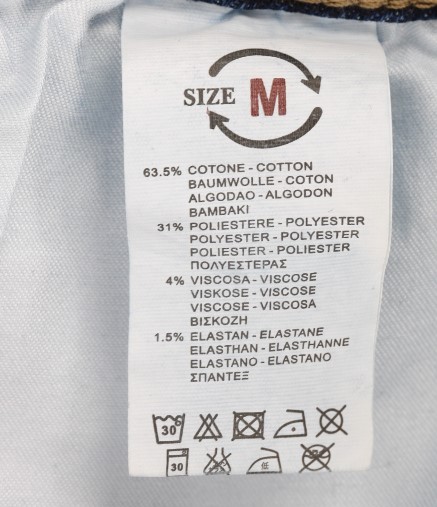 SIZE M
63.5% COTONE - COTTON
BAUMWOLLE - COTON
ALGODAO - ALGODON
BAMBAKI
31% POLIESTERE - POLYESTER
POLYESTER - POLYESTER
POLIESTER - POLIESTER
ΠΟΛΥΕΣΤΕΡΑΣ
4% VISCOSA - VISCOSE
VISKOSE - VISCOSE
VISCOSE - VISCOSA
ΒΙΣΚΟΖΗ
1.5% ELASTAN - ELASTANE
ELASTHAN - ELASTHANNE
ELASTANO - ELASTANO
ΣΠΑΝΤΕΞ
30
30